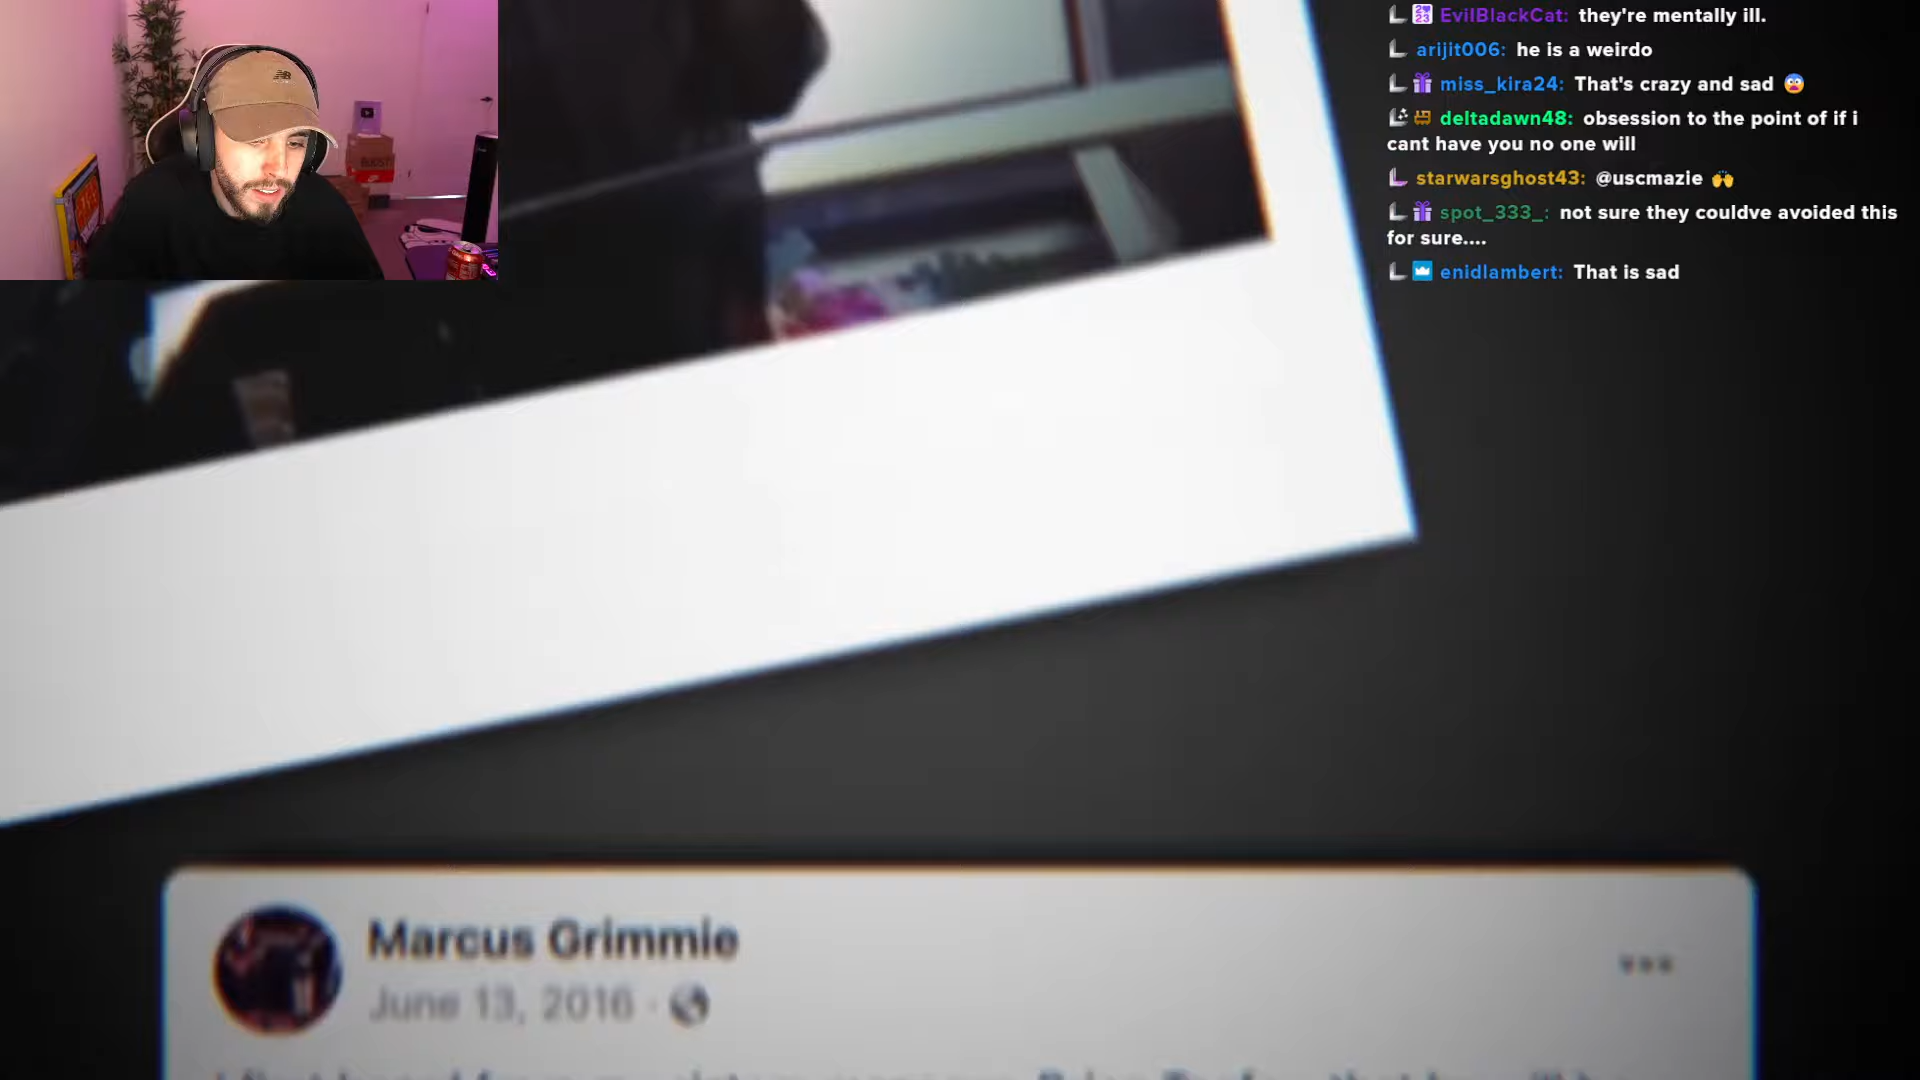 EvilBlackCat: they're mentally ill.
arijit006: he is a weirdo
miss_kira24: That's crazy and sad 😨
deltadawn48: obsession to the point of if i
cant have you no one will
starwarsghost43: @uscmazie 🙌
spot_333_: not sure they couldve avoided this
for sure....
enidlambert: That is sad
Marcus Grimmie
June 13, 2016